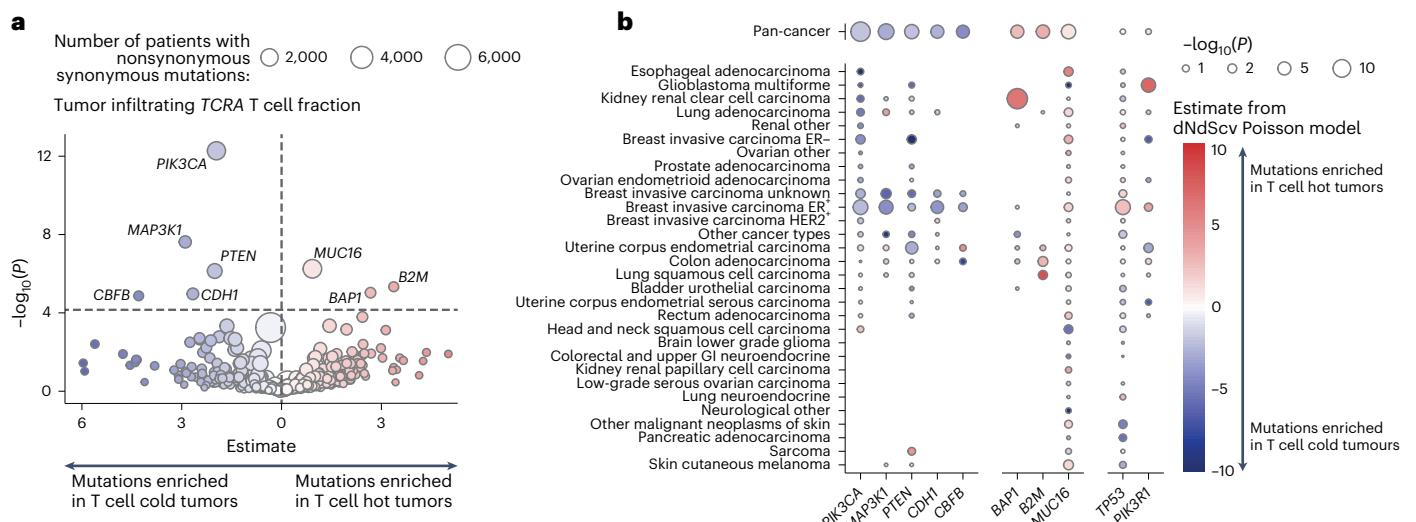 a
Number of patients with
nonsynonymous
synonymous mutations:
2,000
4,000
6,000
Tumor infiltrating TCRA T cell fraction
12
8
4
0
–log10(P)
PIK3CA
MAP3K1
PTEN
CBFB
CDH1
MUC16
B2M
BAP1
6
3
0
3
Estimate
Mutations enriched
in T cell cold tumors
Mutations enriched
in T cell hot tumors
b
Pan-cancer
Esophageal adenocarcinoma
Glioblastoma multiforme
Kidney renal clear cell carcinoma
Lung adenocarcinoma
Renal other
Breast invasive carcinoma ER–
Ovarian other
Prostate adenocarcinoma
Ovarian endometrioid adenocarcinoma
Breast invasive carcinoma unknown
Breast invasive carcinoma ER+
Breast invasive carcinoma HER2+
Other cancer types
Uterine corpus endometrial carcinoma
Colon adenocarcinoma
Lung squamous cell carcinoma
Bladder urothelial carcinoma
Uterine corpus endometrial serous carcinoma
Rectum adenocarcinoma
Head and neck squamous cell carcinoma
Brain lower grade glioma
Colorectal and upper GI neuroendocrine
Kidney renal papillary cell carcinoma
Low-grade serous ovarian carcinoma
Lung neuroendocrine
Neurological other
Other malignant neoplasms of skin
Pancreatic adenocarcinoma
Sarcoma
Skin cutaneous melanoma
PIK3CA
MAP3K1
PTEN
CDH1
CBFB
BAP1
B2M
MUC16
TP53
PIK3R1
–log10(P)
1
2
5
10
Estimate from
dNdScv Poisson model
10
5
0
–5
–10
Mutations enriched
in T cell hot tumors
Mutations enriched
in T cell cold tumours